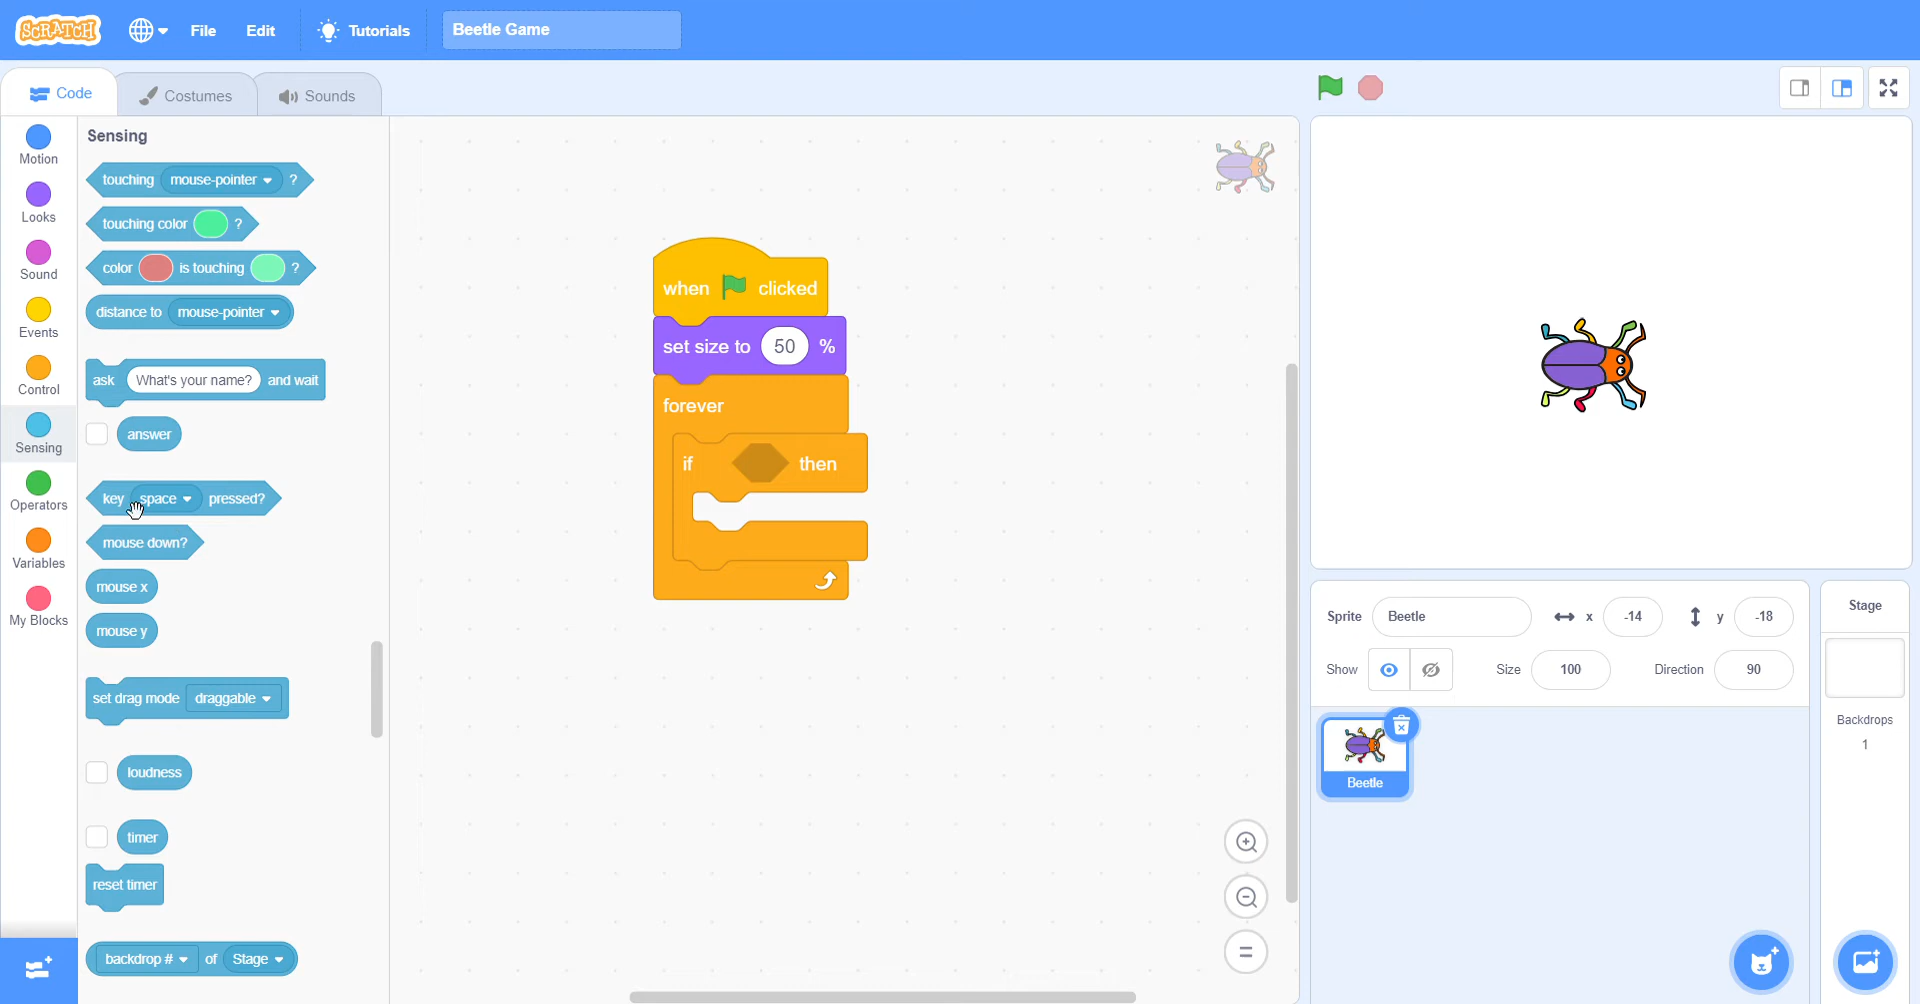 SCRATCH File Edit Tutorials Beetle Game
Code Costumes Sounds
Motion
Looks
Sound
Events
Control
Sensing
Operators
Variables
My Blocks
Sensing
touching mouse-pointer ?
touching color ?
color is touching ?
distance to mouse-pointer
ask What's your name? and wait
answer
key space pressed?
mouse down?
mouse x
mouse y
set drag mode draggable
loudness
timer
reset timer
backdrop # of Stage
when clicked
set size to 50 %
forever
if then
Sprite Beetle x -14 y -18
Show Size 100 Direction 90
Beetle
Stage
Backdrops
1